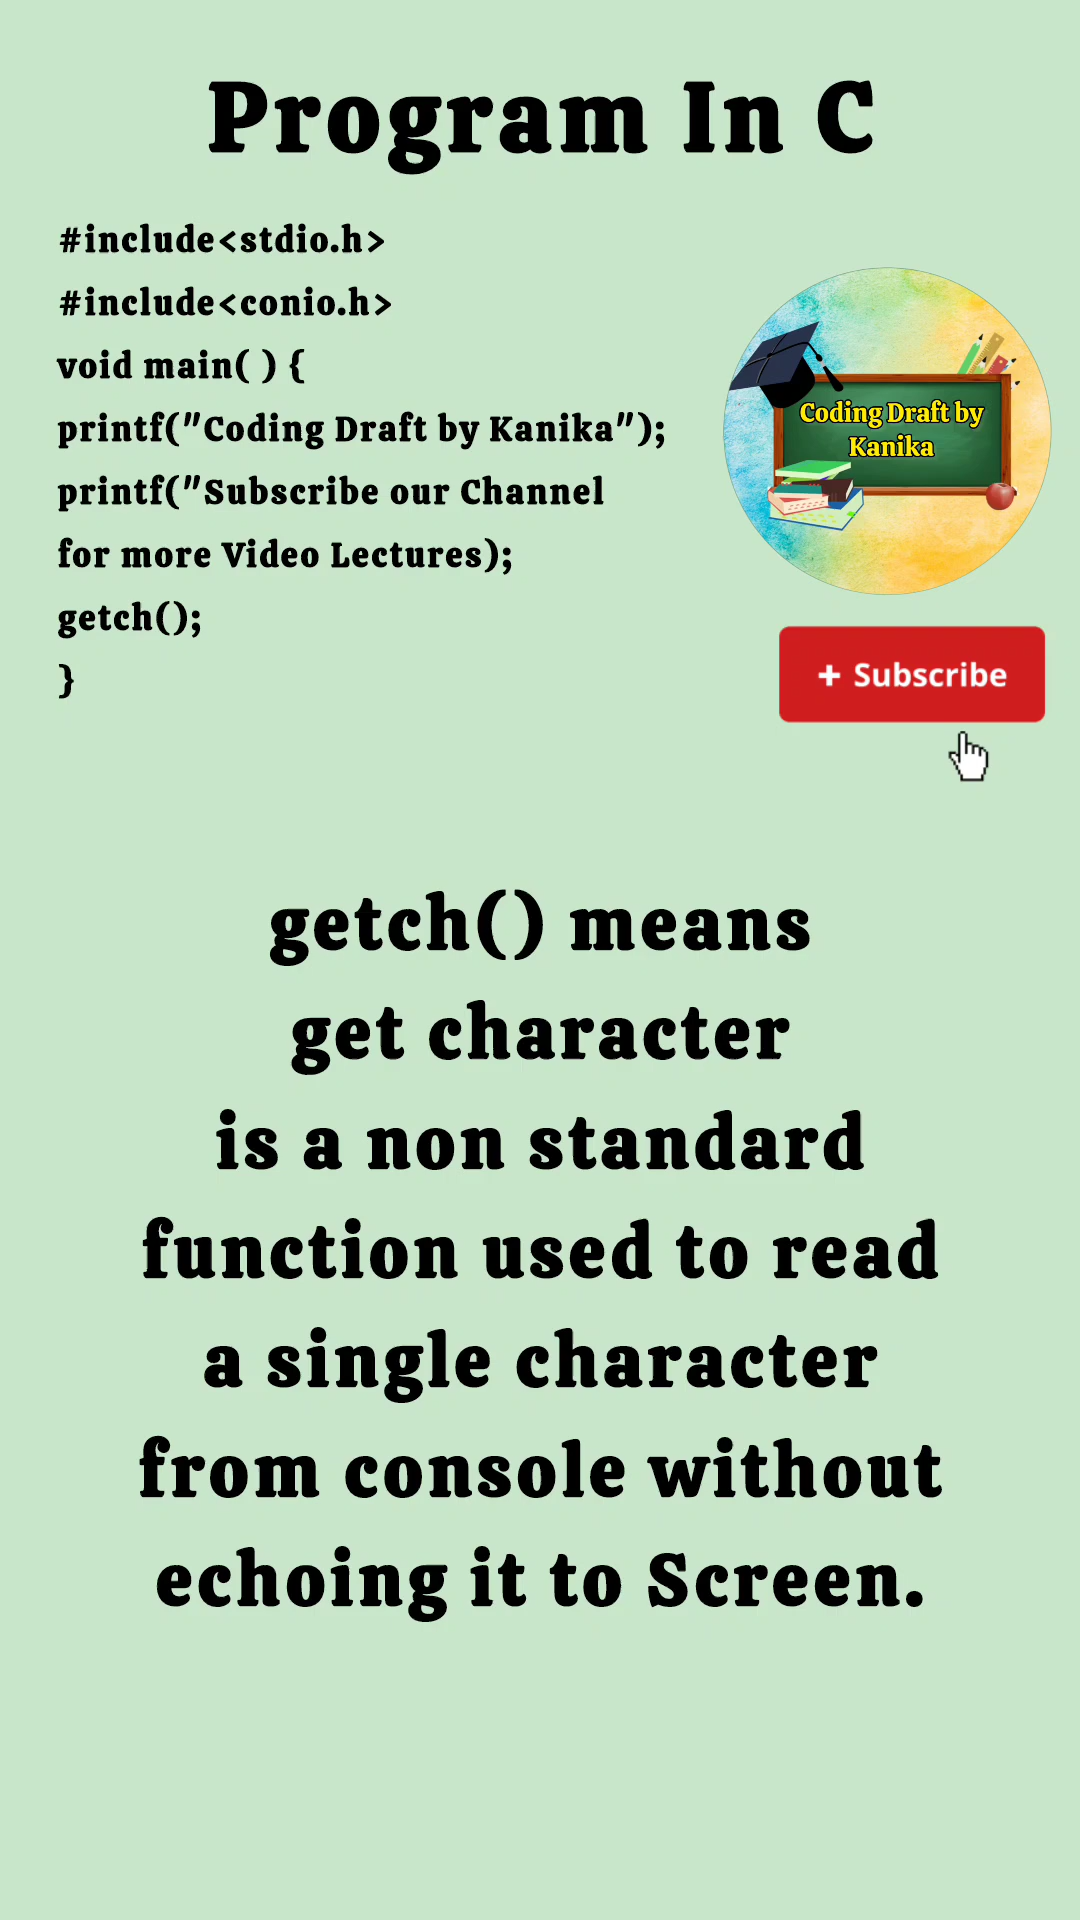 Program In C
#include<stdio.h>
#include<conio.h>
void main( ) {
printf("Coding Draft by Kanika");
printf("Subscribe our Channel
for more Video Lectures);
getch();
}
Coding Draft by
Kanika
+ Subscribe
getch() means
get character
is a non standard
function used to read
a single character
from console without
echoing it to Screen.